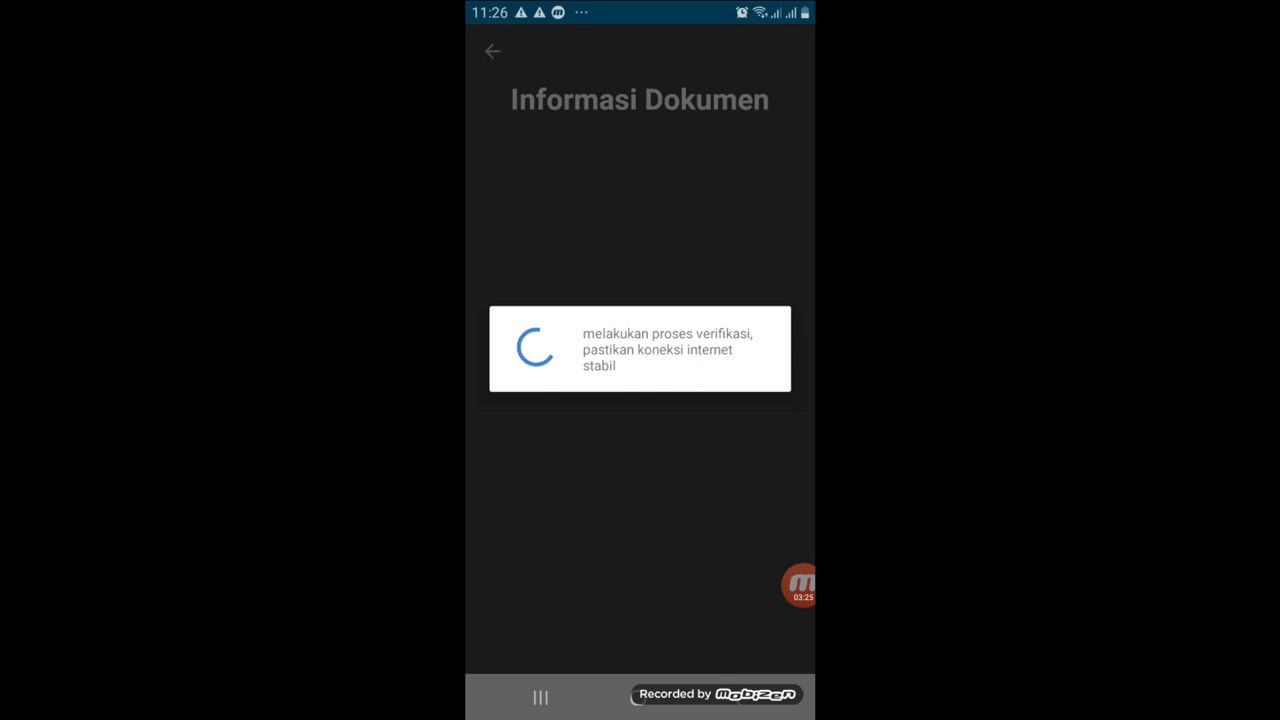 11:26
Informasi Dokumen
melakukan proses verifikasi,
pastikan koneksi internet
stabil
m
03:25
Recorded by mobizen